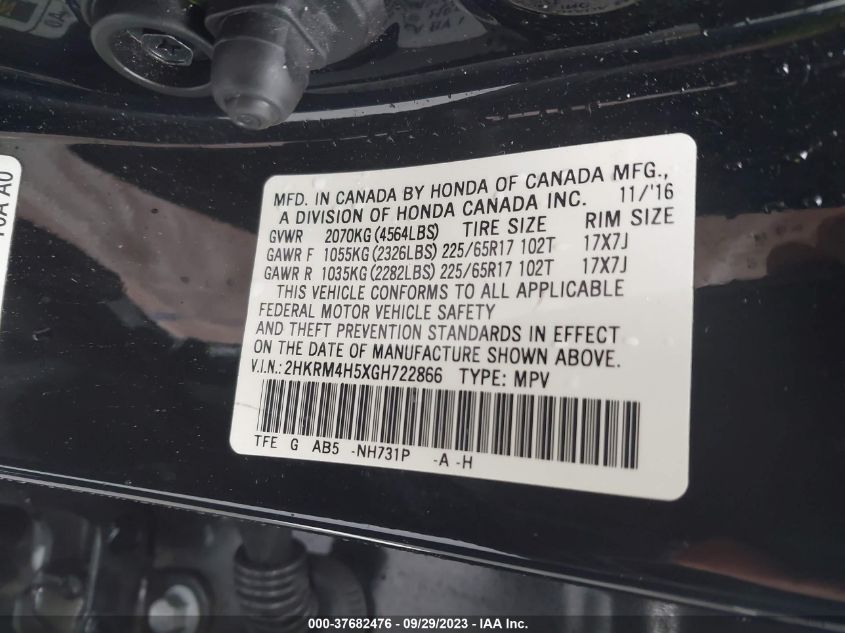 MFD. IN CANADA BY HONDA OF CANADA MFG.,
A DIVISION OF HONDA CANADA INC. 11/'16
GVWR 2070KG (4564LBS) TIRE SIZE RIM SIZE
GAWR F 1055KG (2326LBS) 225/65R17 102T 17X7J
GAWR R 1035KG (2282LBS) 225/65R17 102T 17X7J
THIS VEHICLE CONFORMS TO ALL APPLICABLE
FEDERAL MOTOR VEHICLE SAFETY
AND THEFT PREVENTION STANDARDS IN EFFECT
ON THE DATE OF MANUFACTURE SHOWN ABOVE.
V.I.N.: 2HKRM4H5XGH722866 TYPE: MPV
TFE G AB5 -NH731P -A -H
000-37682476 - 09/29/2023 - IAA Inc.